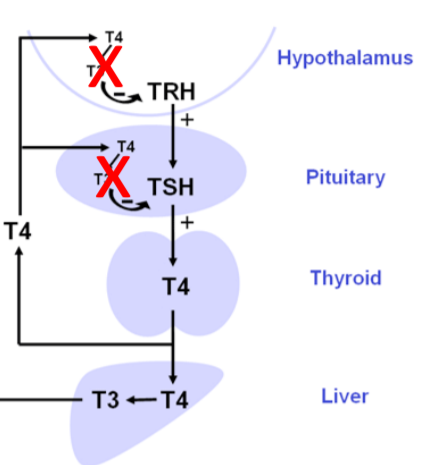 T4
Hypothalamus
T
–
TRH
+
T4
T
–
TSH
Pituitary
T4
+
T4
Thyroid
T3
T4
Liver